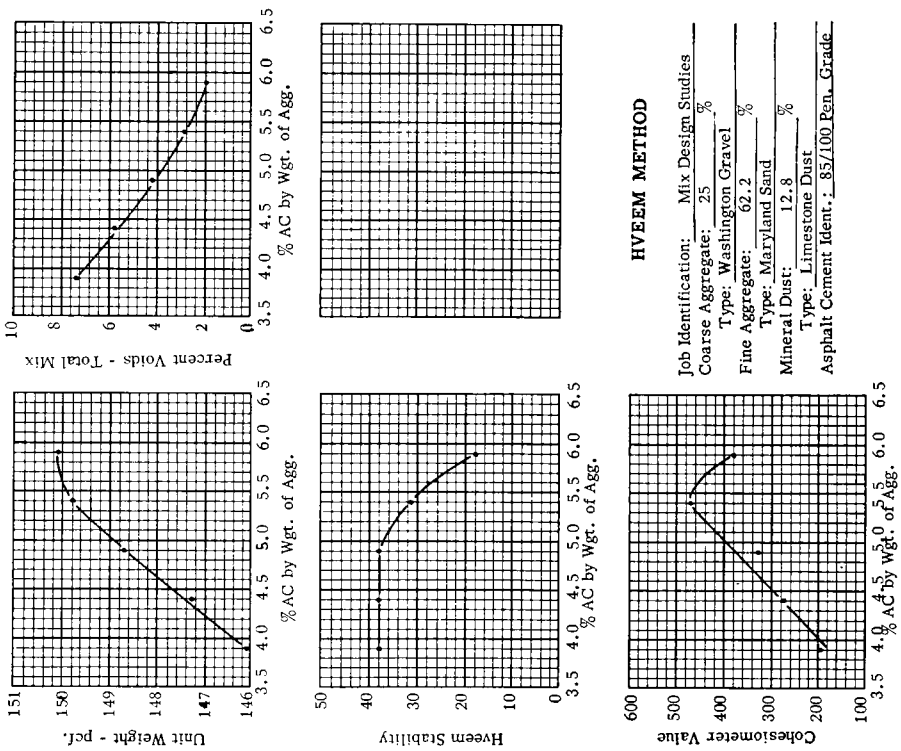 Unit Weight - pcf.
151
150
149
148
147
146
3.5 4.0 4.5 5.0 5.5 6.0 6.5
% AC by Wgt. of Agg.
Percent Voids - Total Mix
10
8
6
4
2
0
3.5 4.0 4.5 5.0 5.5 6.0 6.5
% AC by Wgt. of Agg.
Hveem Stability
50
40
30
20
10
0
3.5 4.0 4.5 5.0 5.5 6.0 6.5
% AC by Wgt. of Agg.
Cohesiometer Value
600
500
400
300
200
100
3.5 4.0 4.5 5.0 5.5 6.0 6.5
% AC by Wgt. of Agg.
HVEEM METHOD
Job Identification: Mix Design Studies
Coarse Aggregate: 25 %
Type: Washington Gravel
Fine Aggregate: 62.2 %
Type: Maryland Sand
Mineral Dust: 12.8 %
Type: Limestone Dust
Asphalt Cement Ident.: 85/100 Pen. Grade